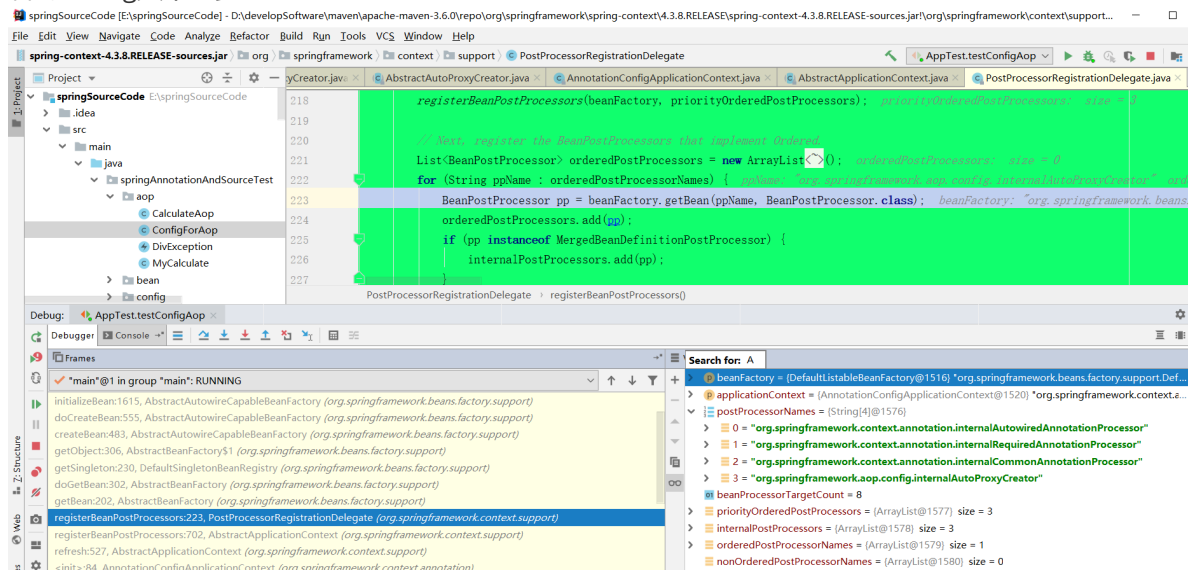 springSourceCode [E:\springSourceCode] - D:\developSoftware\maven\apache-maven-3.6.0\repo\org\springframework\spring-context\4.3.8.RELEASE\spring-context-4.3.8.RELEASE-sources.jar!\org\springframework\context\support...
File Edit View Navigate Code Analyze Refactor Build Run Tools VCS Window Help
spring-context-4.3.8.RELEASE-sources.jar org springframework context support PostProcessorRegistrationDelegate AppTest.testConfigAop
Project
yCreator.java AbstractAutoProxyCreator.java AnnotationConfigApplicationContext.java AbstractApplicationContext.java PostProcessorRegistrationDelegate.java
1: Project
springSourceCode E:\springSourceCode
.idea
src
main
java
springAnnotationAndSourceTest
aop
CalculateAop
ConfigForAop
DivException
MyCalculate
bean
config
218 registerBeanPostProcessors(beanFactory, priorityOrderedPostProcessors); priorityOrderedPostProcessors: size = 3
219
220 // Next, register the BeanPostProcessors that implement Ordered.
221 List<BeanPostProcessor> orderedPostProcessors = new ArrayList<~>(); orderedPostProcessors: size = 0
222 for (String ppName : orderedPostProcessorNames) { ppName: "org.springframework.aop.config.internalAutoProxyCreator" ord
223 BeanPostProcessor pp = beanFactory.getBean(ppName, BeanPostProcessor.class); beanFactory: "org.springframework.beans
224 orderedPostProcessors.add(pp);
225 if (pp instanceof MergedBeanDefinitionPostProcessor) {
226 internalPostProcessors.add(pp);
227 }
PostProcessorRegistrationDelegate registerBeanPostProcessors()
Debug: AppTest.testConfigAop
Debugger Console
Frames
"main"@1 in group "main": RUNNING
initializeBean:1615, AbstractAutowireCapableBeanFactory (org.springframework.beans.factory.support)
doCreateBean:555, AbstractAutowireCapableBeanFactory (org.springframework.beans.factory.support)
createBean:483, AbstractAutowireCapableBeanFactory (org.springframework.beans.factory.support)
getObject:306, AbstractBeanFactory$1 (org.springframework.beans.factory.support)
getSingleton:230, DefaultSingletonBeanRegistry (org.springframework.beans.factory.support)
doGetBean:302, AbstractBeanFactory (org.springframework.beans.factory.support)
getBean:202, AbstractBeanFactory (org.springframework.beans.factory.support)
registerBeanPostProcessors:223, PostProcessorRegistrationDelegate (org.springframework.context.support)
registerBeanPostProcessors:702, AbstractApplicationContext (org.springframework.context.support)
refresh:527, AbstractApplicationContext (org.springframework.context.support)
<init>:84, AnnotationConfigApplicationContext (org.springframework.context.annotation)
Search for: A
beanFactory = {DefaultListableBeanFactory@1516} "org.springframework.beans.factory.support.Def...
applicationContext = {AnnotationConfigApplicationContext@1520} "org.springframework.context.a...
postProcessorNames = {String[4]@1576}
0 = "org.springframework.context.annotation.internalAutowiredAnnotationProcessor"
1 = "org.springframework.context.annotation.internalRequiredAnnotationProcessor"
2 = "org.springframework.context.annotation.internalCommonAnnotationProcessor"
3 = "org.springframework.aop.config.internalAutoProxyCreator"
beanProcessorTargetCount = 8
priorityOrderedPostProcessors = {ArrayList@1577} size = 3
internalPostProcessors = {ArrayList@1578} size = 3
orderedPostProcessorNames = {ArrayList@1579} size = 1
nonOrderedPostProcessorNames = {ArrayList@1580} size = 0
Z: Structure
Web